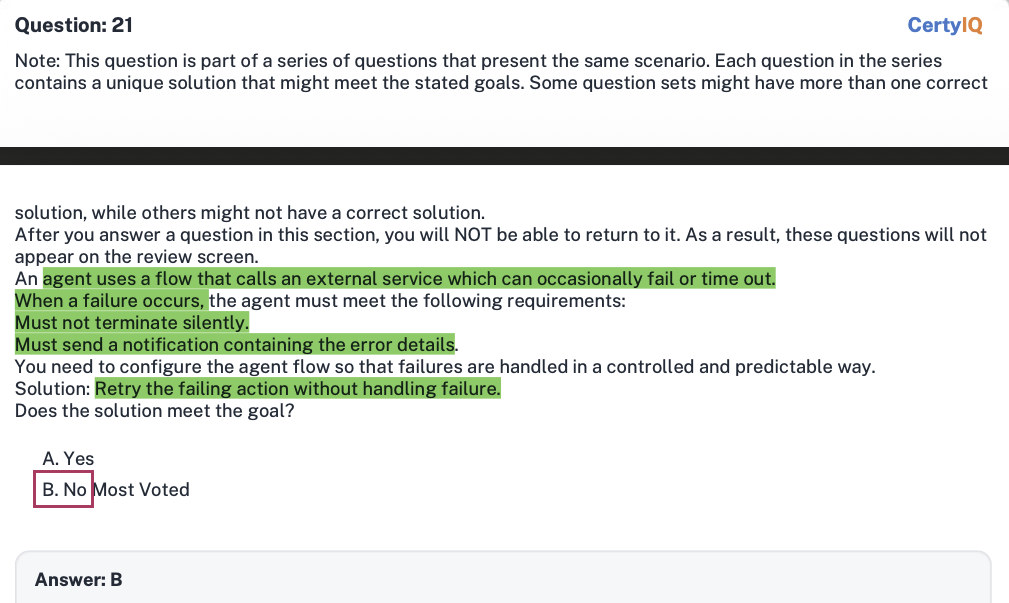 Question: 21
CertyIQ
Note: This question is part of a series of questions that present the same scenario. Each question in the series
contains a unique solution that might meet the stated goals. Some question sets might have more than one correct
solution, while others might not have a correct solution.
After you answer a question in this section, you will NOT be able to return to it. As a result, these questions will not
appear on the review screen.
An agent uses a flow that calls an external service which can occasionally fail or time out.
When a failure occurs, the agent must meet the following requirements:
Must not terminate silently.
Must send a notification containing the error details.
You need to configure the agent flow so that failures are handled in a controlled and predictable way.
Solution: Retry the failing action without handling failure.
Does the solution meet the goal?
A. Yes
B. No Most Voted
Answer: B